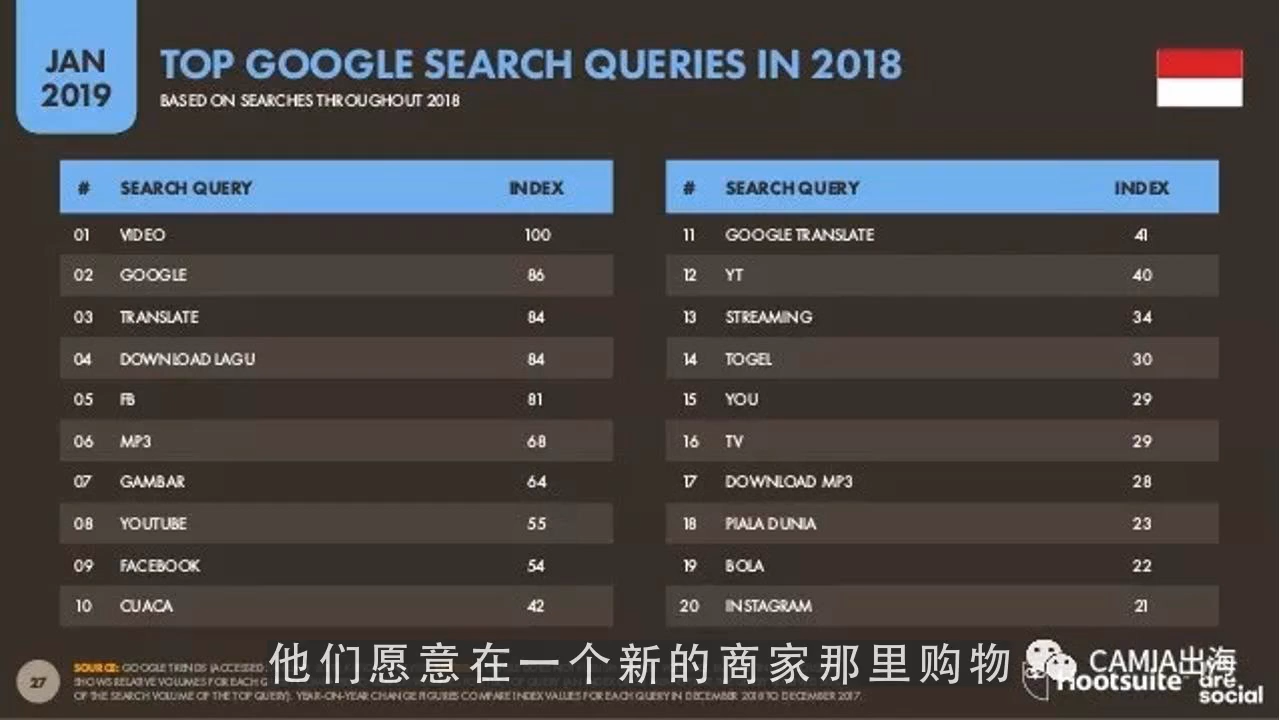 JAN
2019
TOP GOOGLE SEARCH QUERIES IN 2018
BASED ON SEARCHES THROUGHOUT 2018
# SEARCH QUERY INDEX
01 VIDEO 100
02 GOOGLE 86
03 TRANSLATE 84
04 DOWNLOAD LAGU 84
05 FB 81
06 MP3 68
07 GAMBAR 64
08 YOUTUBE 55
09 FACEBOOK 54
10 CUACA 42
# SEARCH QUERY INDEX
11 GOOGLE TRANSLATE 41
12 YT 40
13 STREAMING 34
14 TOGEL 30
15 YOU 29
16 TV 29
17 DOWNLOAD MP3 28
18 PIALA DUNIA 23
19 BOLA 22
20 INSTAGRAM 21
27
SOURCE: GOOGLE TRENDS (ACCESSED
SHOWS RELATIVE VOLUMES FOR EACH
OF THE SEARCH VOLUME OF THE TOP QUERY). YEAR-ON-YEAR CHANGE FIGURES COMPARE INDEX VALUES FOR EACH QUERY IN DECEMBER 2018 TO DECEMBER 2017.
他们愿意在一个新的商家那里购物
CAMIA出海
Hootsuite
are
social